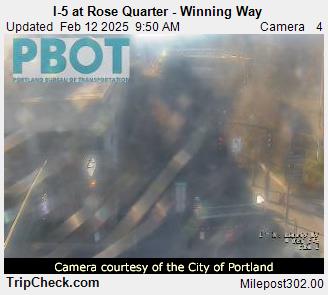 I-5 at Rose Quarter - Winning Way
Updated Feb 12 2025 9:50 AM Camera 4
PBOT
PORTLAND BUREAU OF TRANSPORTATION
Camera courtesy of the City of Portland
TripCheck.com Milepost302.00